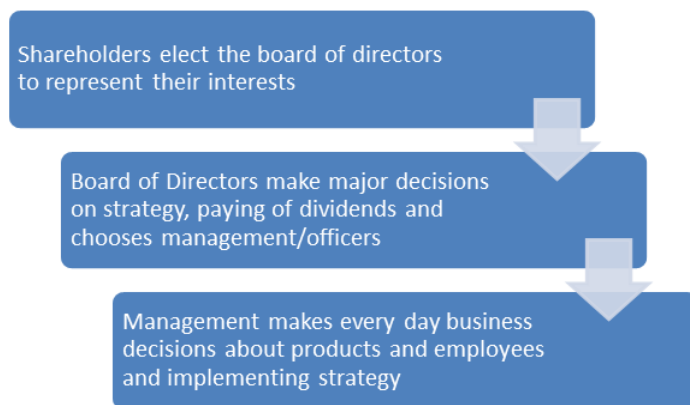 Shareholders elect the board of directors
to represent their interests
Board of Directors make major decisions
on strategy, paying of dividends and
chooses management/officers
Management makes every day business
decisions about products and employees
and implementing strategy